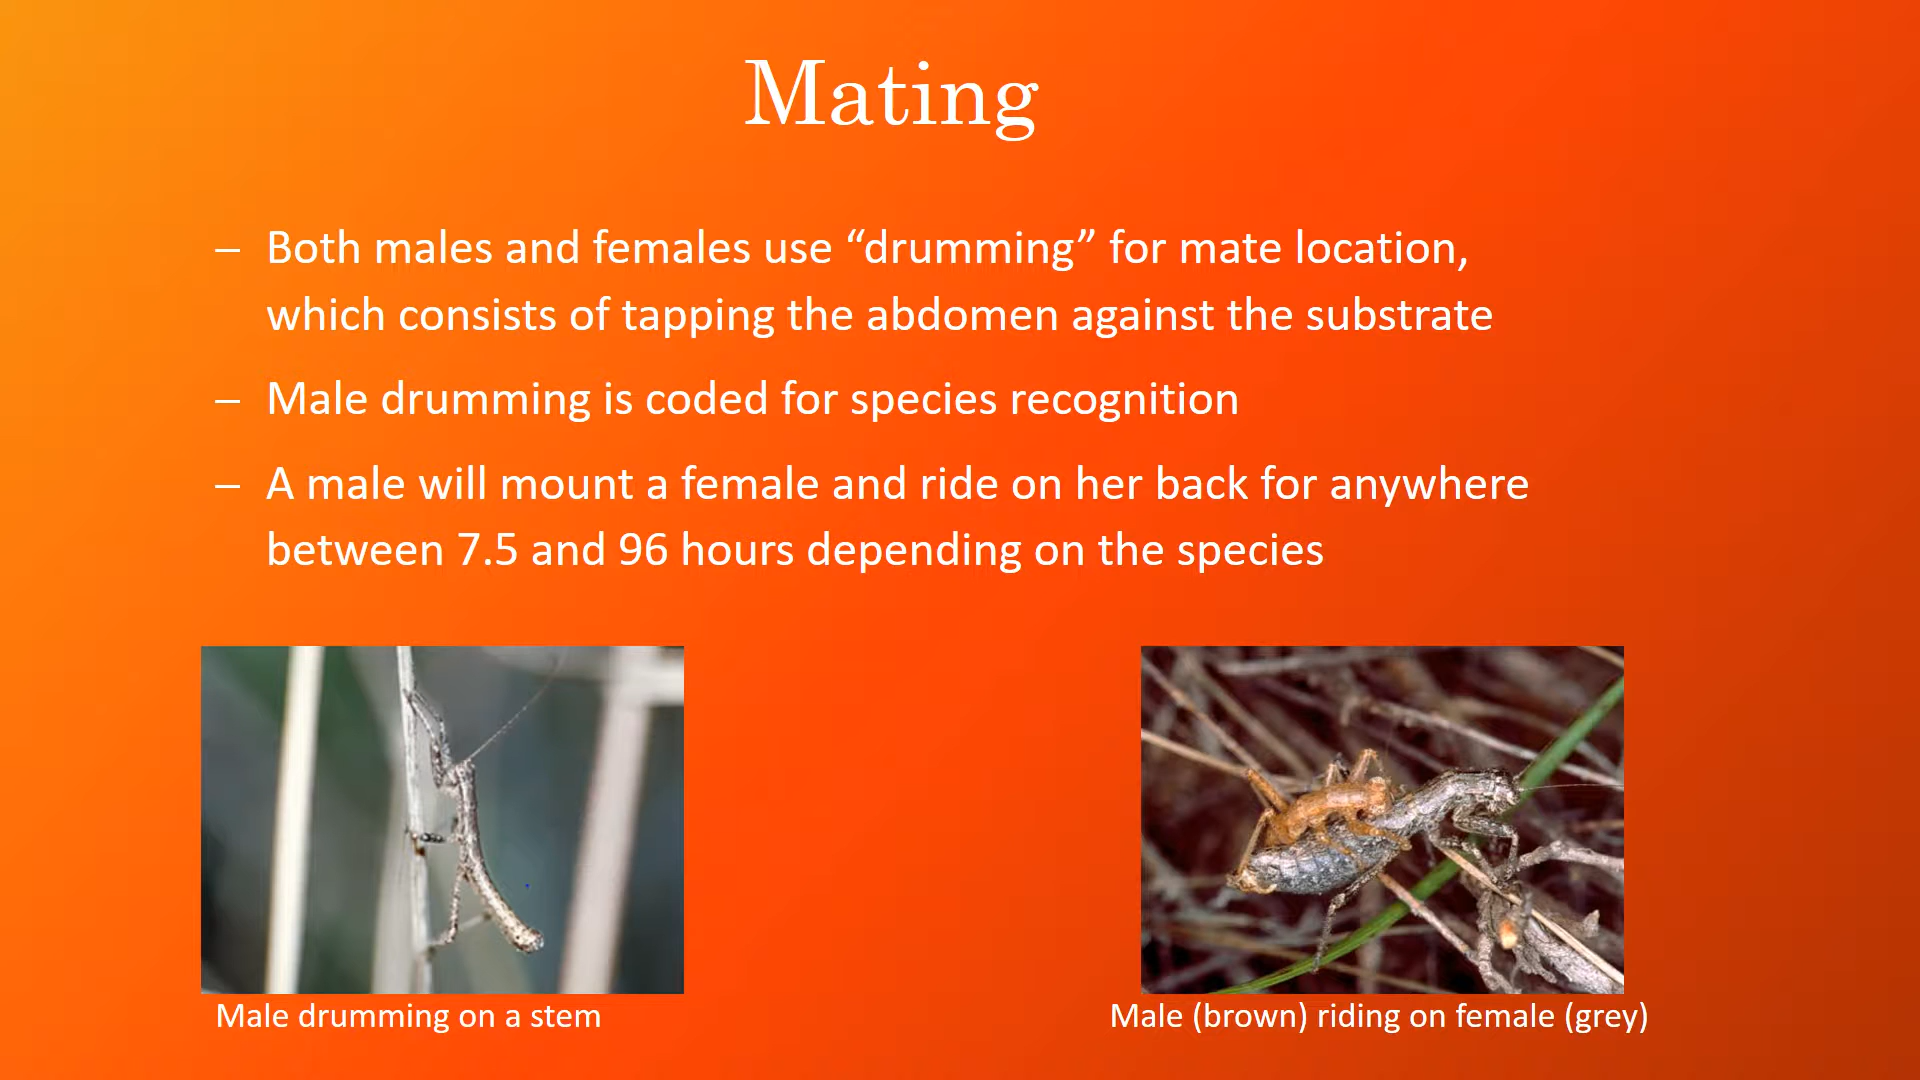 Mating
– Both males and females use “drumming” for mate location,
which consists of tapping the abdomen against the substrate
– Male drumming is coded for species recognition
– A male will mount a female and ride on her back for anywhere
between 7.5 and 96 hours depending on the species
Male drumming on a stem
Male (brown) riding on female (grey)